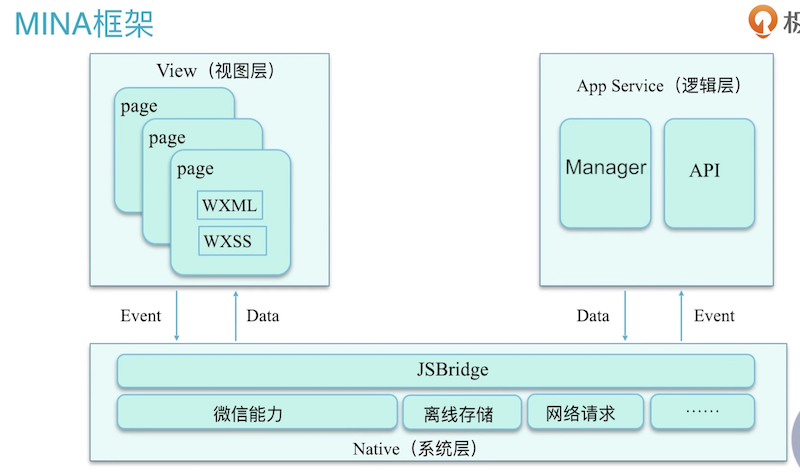 MINA框架
极
View（视图层）
page
page
page
WXML
WXSS
App Service（逻辑层）
Manager
API
Event
Data
Data
Event
JSBridge
微信能力
离线存储
网络请求
……
Native（系统层）